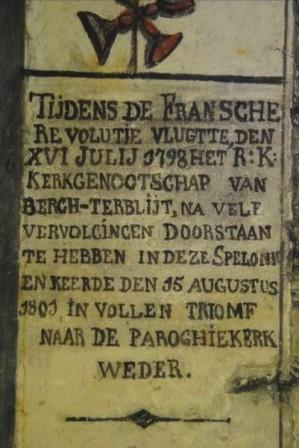 TIJDENS DE FRANSCHE
REVOLUTIE VLUGTTE, DEN
XVI JULIJ 1798 HET R:K:
KERKGENOOTSCHAP VAN
BERCH-TERBLIJT, NA VELE
VERVOLGINGEN DOORSTAAN
TE HEBBEN IN DEZE SPELONK
EN KEERDE DEN 15 AUGUSTUS
1801 IN VOLLEN TRIOMF
NAAR DE PAROCHIEKERK
WEDER.